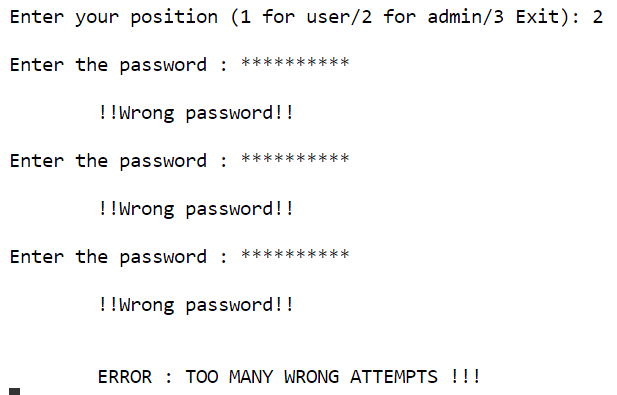 Enter your position (1 for user/2 for admin/3 Exit): 2
Enter the password : **********
!!Wrong password!!
Enter the password : **********
!!Wrong password!!
Enter the password : **********
!!Wrong password!!
ERROR : TOO MANY WRONG ATTEMPTS !!!